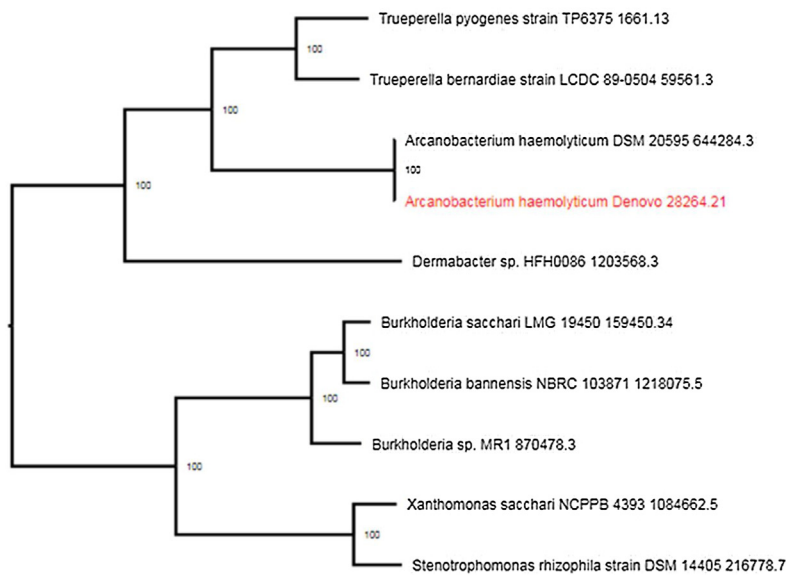 Trueperella pyogenes strain TP6375 1661.13
100
Trueperella bernardiae strain LCDC 89-0504 59561.3
100
Arcanobacterium haemolyticum DSM 20595 644284.3
100
Arcanobacterium haemolyticum Denovo 28264.21
100
Dermabacter sp. HFH0086 1203568.3
Burkholderia sacchari LMG 19450 159450.34
100
Burkholderia bannensis NBRC 103871 1218075.5
100
Burkholderia sp. MR1 870478.3
100
Xanthomonas sacchari NCPPB 4393 1084662.5
100
Stenotrophomonas rhizophila strain DSM 14405 216778.7